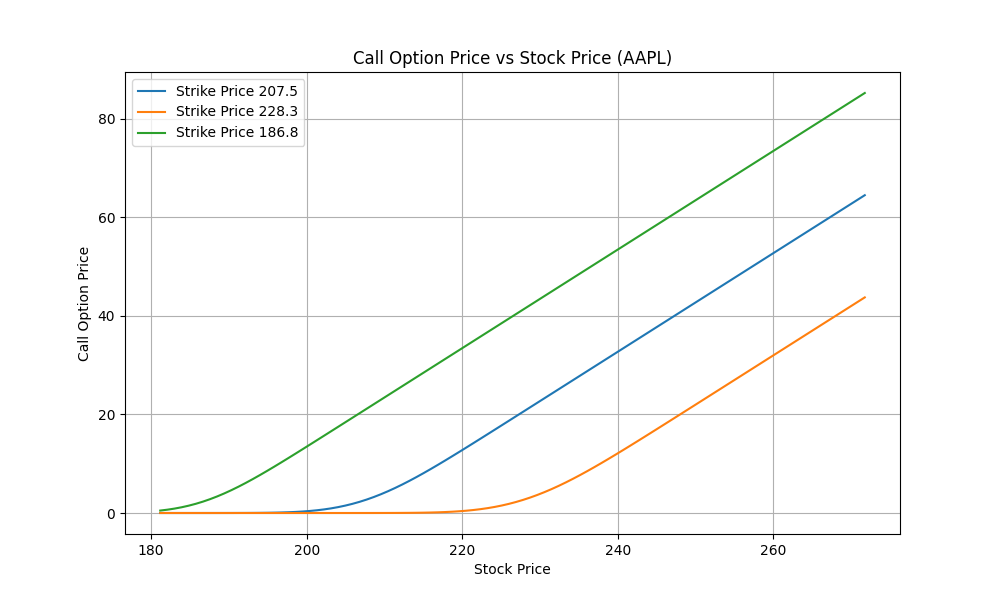 Call Option Price vs Stock Price (AAPL)
Strike Price 207.5
Strike Price 228.3
Strike Price 186.8
Call Option Price
80
60
40
20
0
180 200 220 240 260
Stock Price